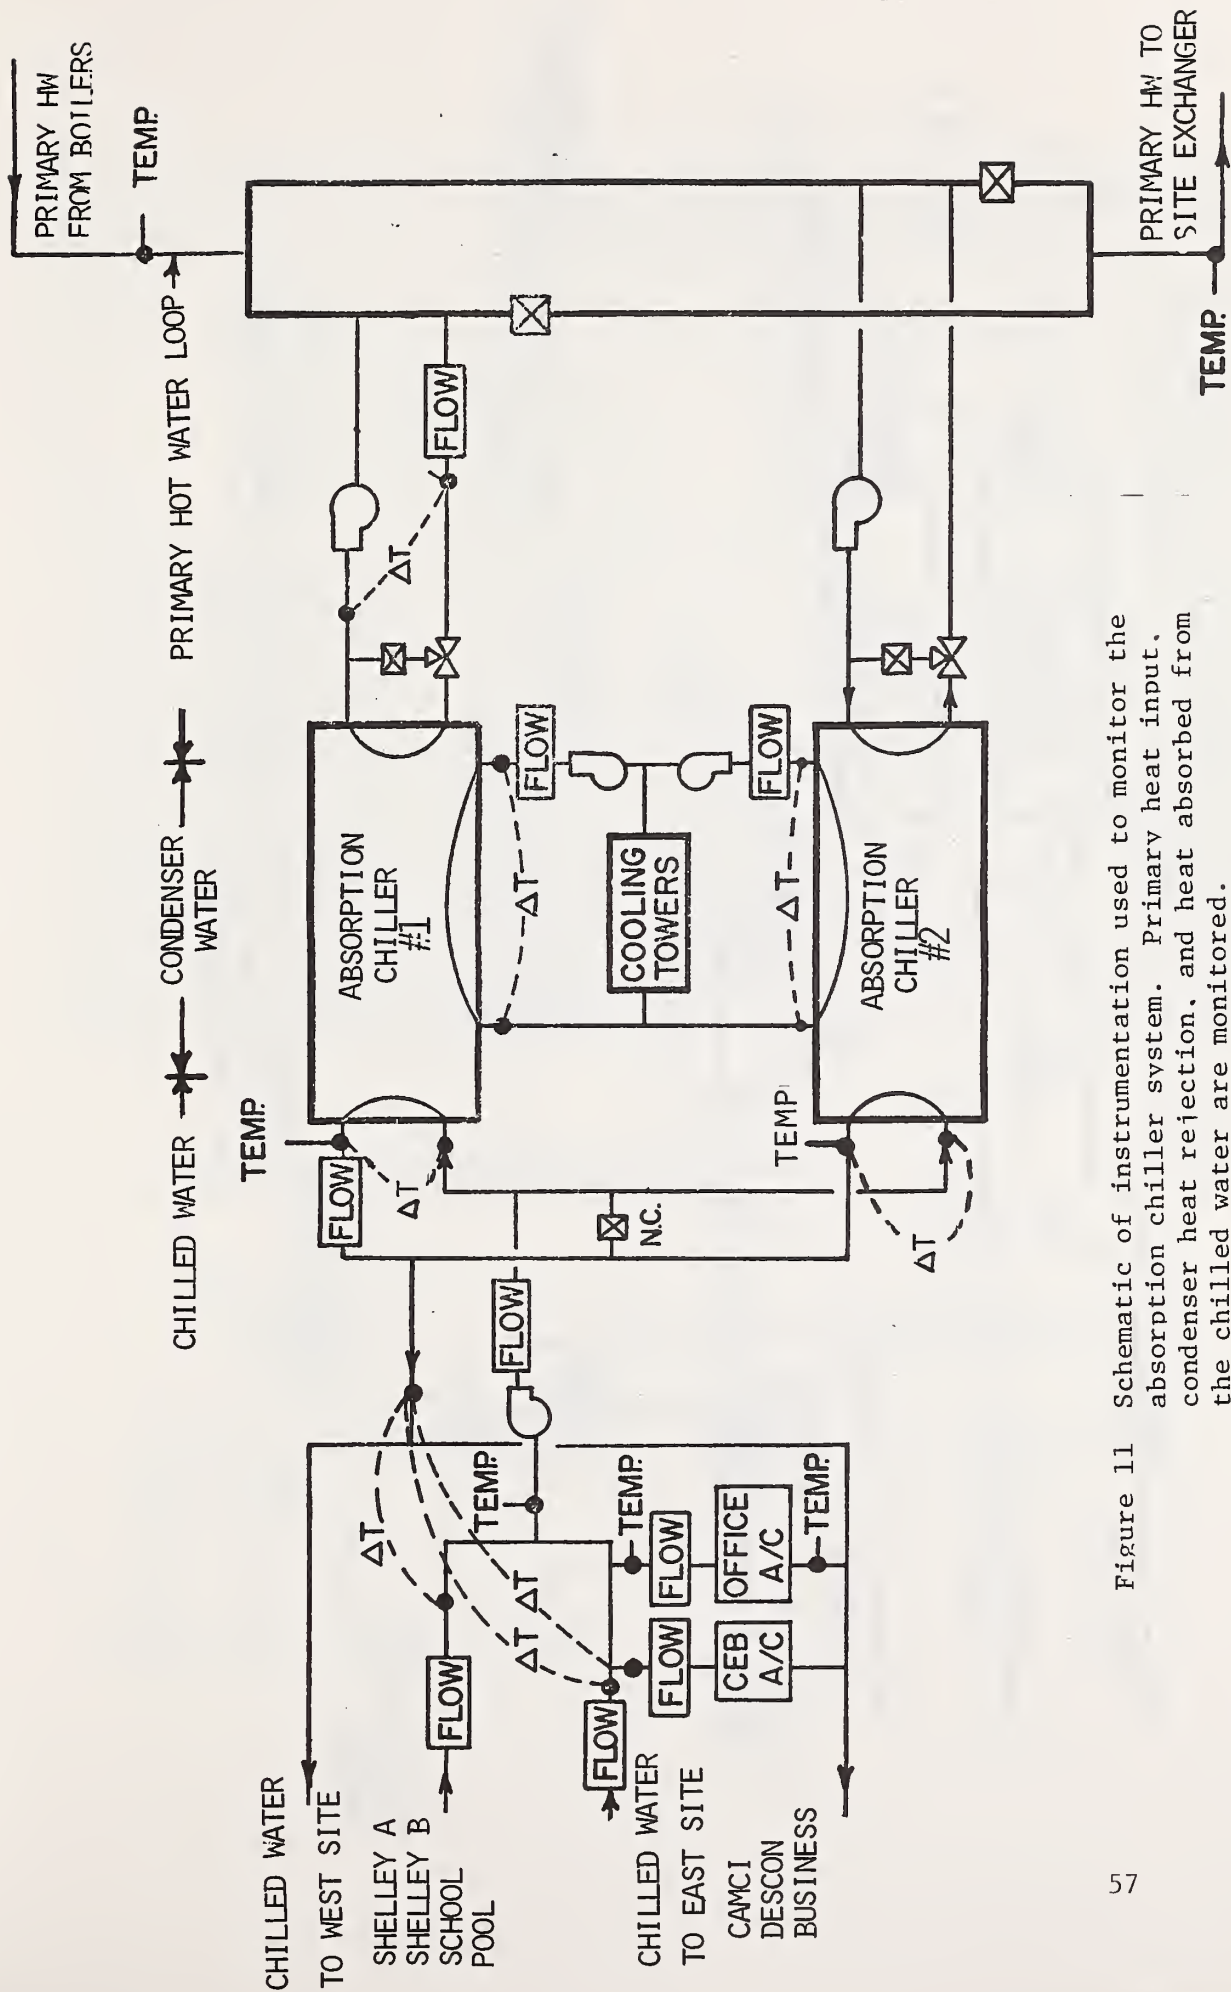 PRIMARY HW
FROM BOILERS
TEMP.
CHILLED WATER
CONDENSER
WATER
PRIMARY HOT WATER LOOP
TEMP.
FLOW
ΔT
ABSORPTION
CHILLER
#1
ΔT
FLOW
ΔT
FLOW
COOLING
TOWERS
FLOW
ΔT
TEMP
ABSORPTION
CHILLER
#2
ΔT
N.C.
FLOW
CHILLED WATER
TO WEST SITE
SHELLEY A
SHELLEY B
SCHOOL
POOL
FLOW
ΔT
TEMP.
ΔT
ΔT
FLOW
CHILLED WATER
TO EAST SITE
CAMCI
DESCON
BUSINESS
FLOW
CEB
A/C
TEMP.
FLOW
OFFICE
A/C
TEMP.
TEMP.
PRIMARY HW TO
SITE EXCHANGER
Figure 11 Schematic of instrumentation used to monitor the
absorption chiller system. Primary heat input,
condenser heat rejection, and heat absorbed from
the chilled water are monitored.
57